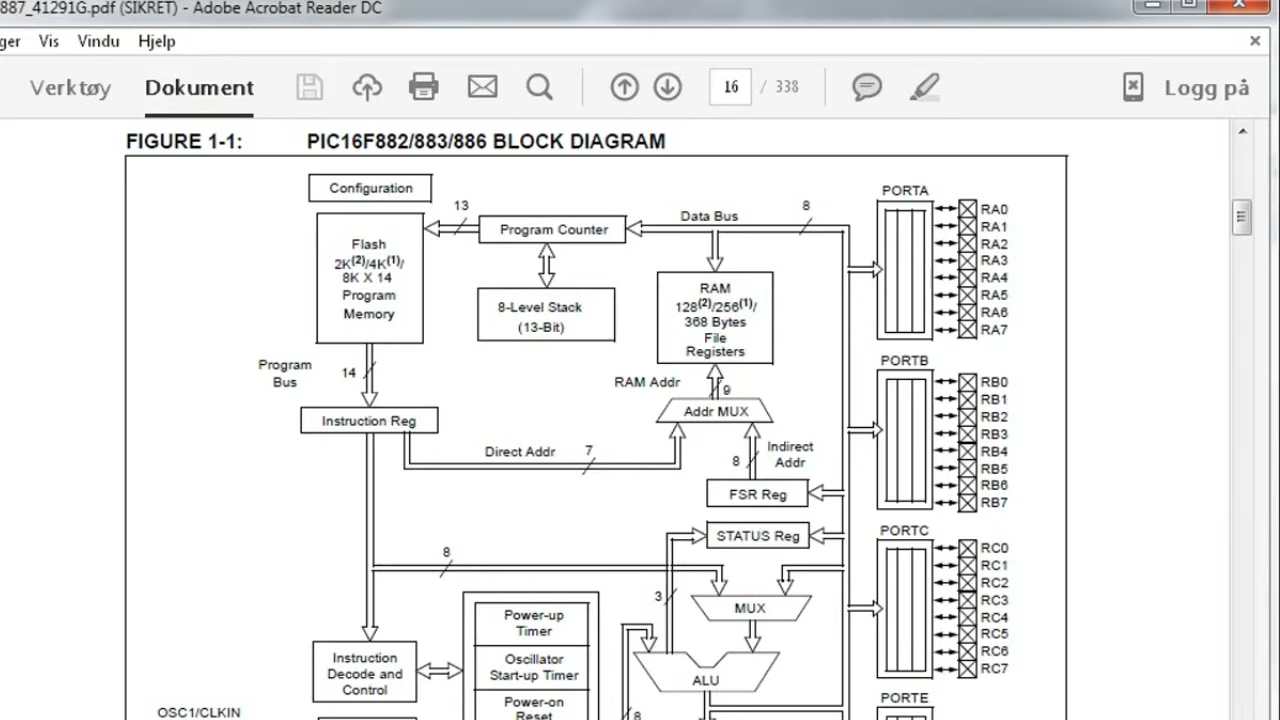 887_41291G.pdf (SIKRET) - Adobe Acrobat Reader DC
ger Vis Vindu Hjelp
Verktøy Dokument 16 / 338 Logg på
FIGURE 1-1: PIC16F882/883/886 BLOCK DIAGRAM
Configuration
Flash
2K(2)/4K(1)/
8K X 14
Program
Memory
13
Program Counter
8-Level Stack
(13-Bit)
Data Bus
8
RAM
128(2)/256(1)/
368 Bytes
File
Registers
Program
Bus
14
RAM Addr
9
Addr MUX
Instruction Reg
Direct Addr
7
Indirect
Addr
8
FSR Reg
STATUS Reg
8
3
MUX
ALU
8
Instruction
Decode and
Control
Power-up
Timer
Oscillator
Start-up Timer
Power-on
Reset
OSC1/CLKIN
PORTA
RA0
RA1
RA2
RA3
RA4
RA5
RA6
RA7
PORTB
RB0
RB1
RB2
RB3
RB4
RB5
RB6
RB7
PORTC
RC0
RC1
RC2
RC3
RC4
RC5
RC6
RC7
PORTE